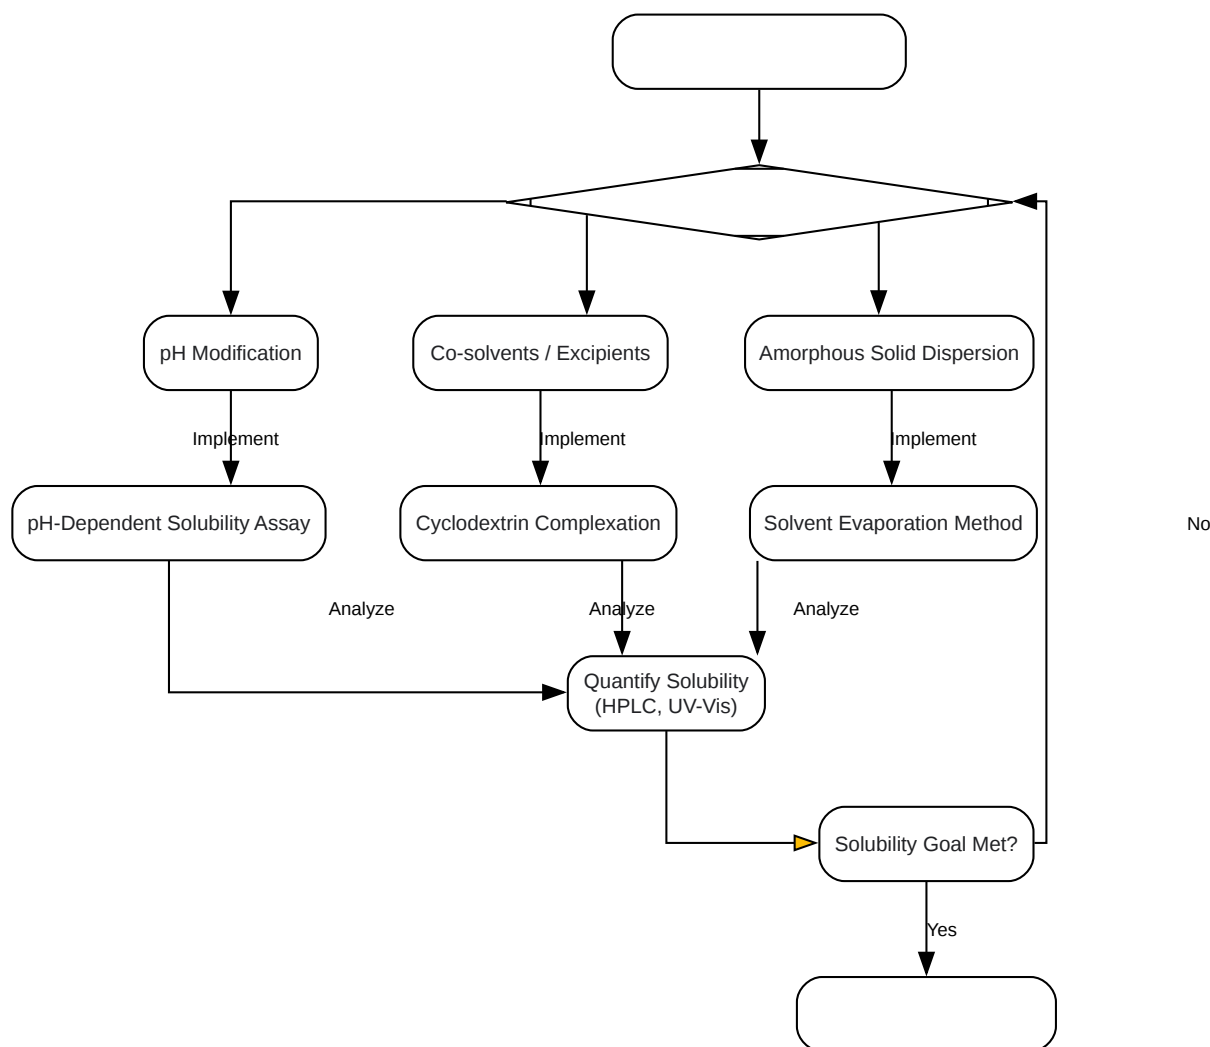 pH Modification
Co-solvents / Excipients
Amorphous Solid Dispersion
Implement
Implement
Implement
pH-Dependent Solubility Assay
Cyclodextrin Complexation
Solvent Evaporation Method
No
Analyze
Analyze
Analyze
Quantify Solubility
(HPLC, UV-Vis)
Solubility Goal Met?
Yes